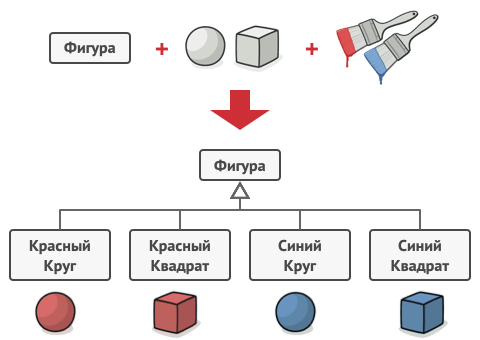 Фигура
+
+
Фигура
Красный
Круг
Красный
Квадрат
Синий
Круг
Синий
Квадрат